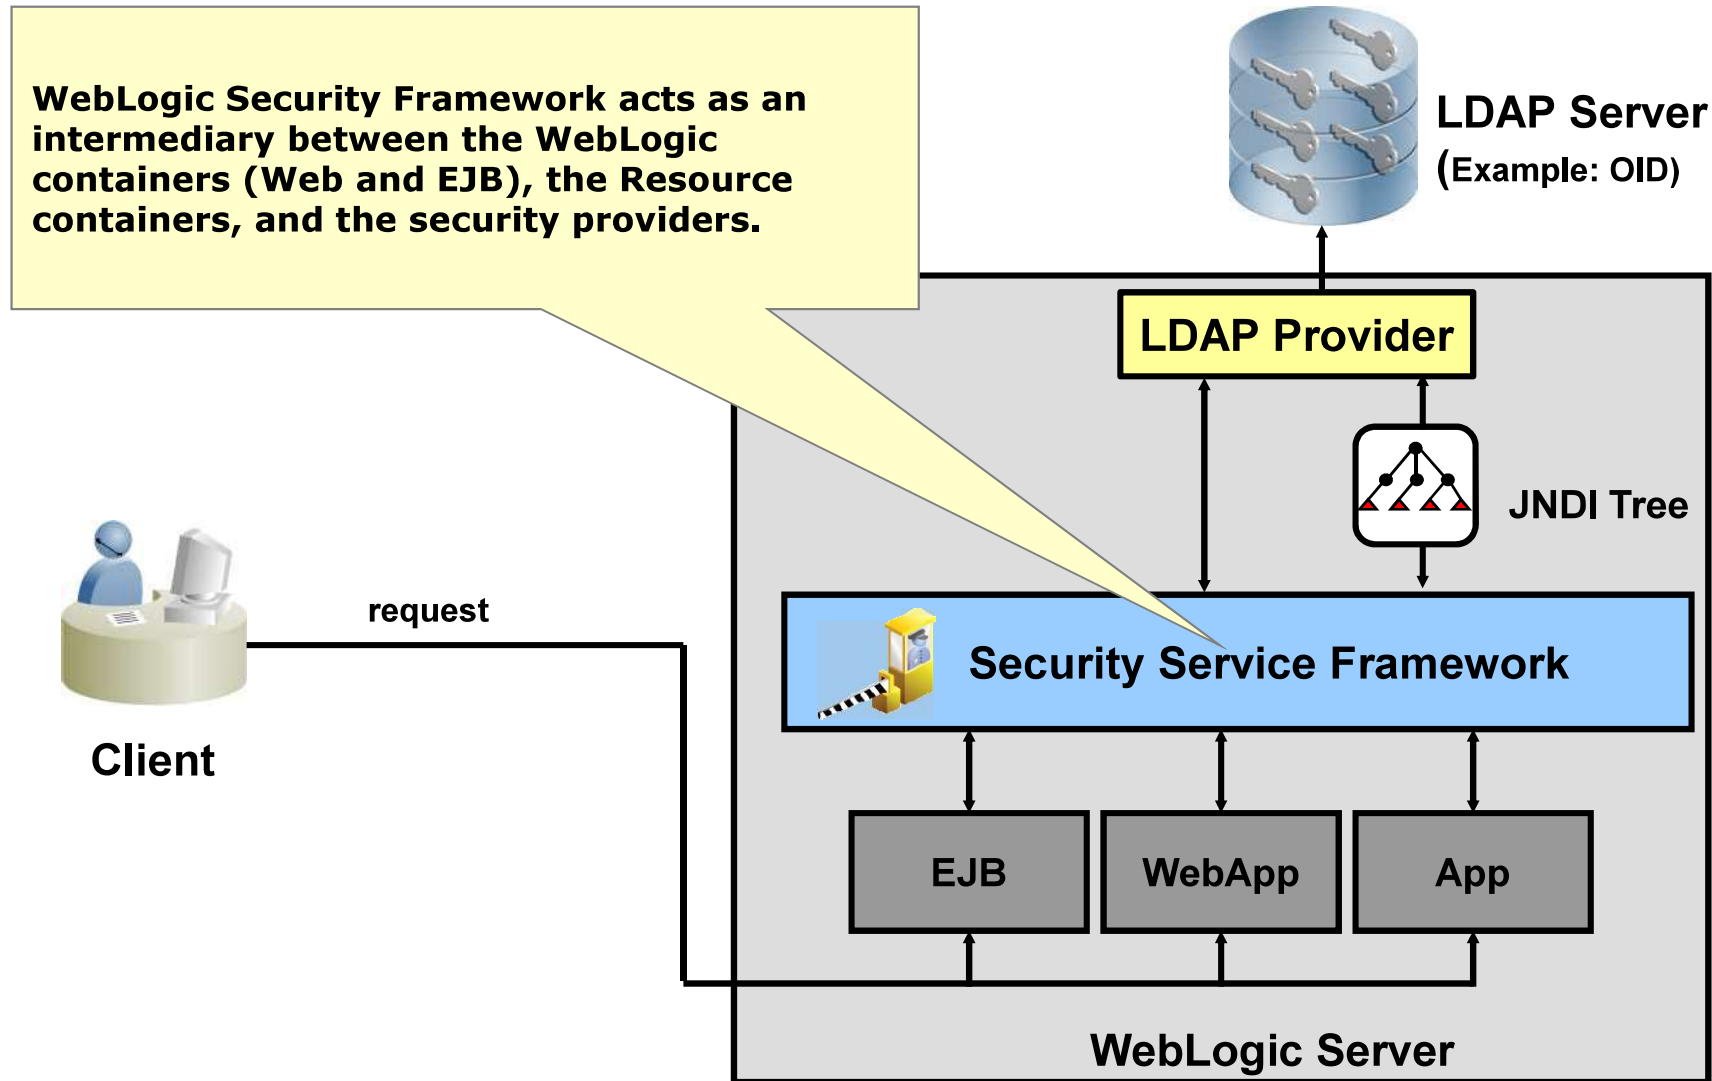 WebLogic Security Framework acts as an
intermediary between the WebLogic
containers (Web and EJB), the Resource
containers, and the security providers.
LDAP Server
(Example: OID)
LDAP Provider
JNDI Tree
request
Security Service Framework
Client
EJB
WebApp
App
WebLogic Server